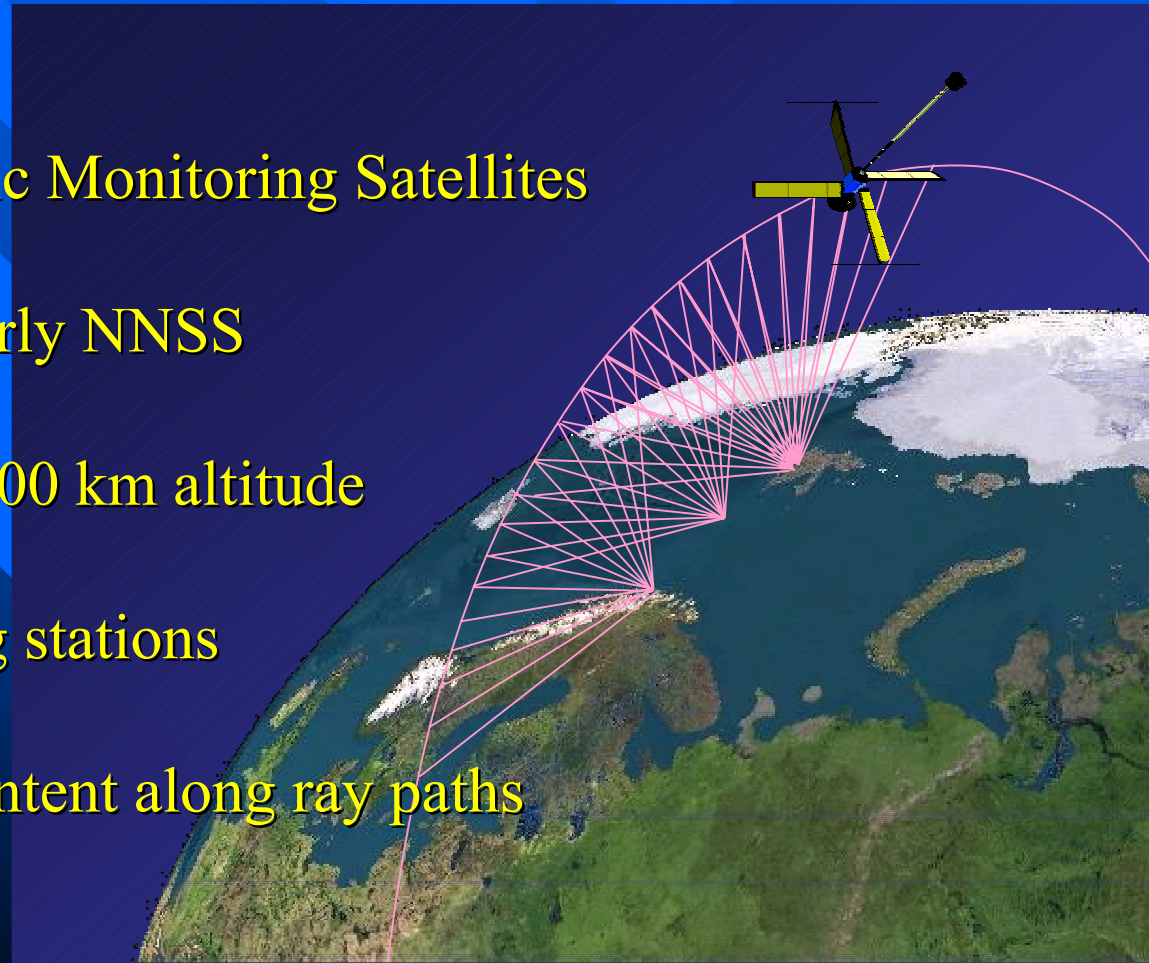 c Monitoring Satellites
rly NNSS
00 km altitude
g stations
ntent along ray paths